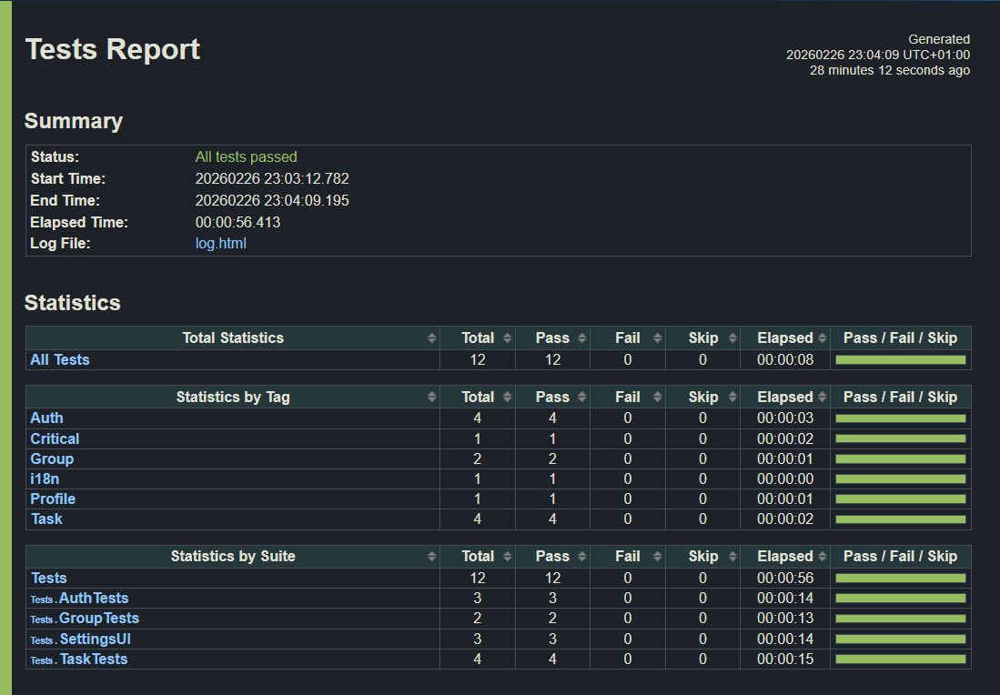 Tests Report
Generated
20260226 23:04:09 UTC+01:00
28 minutes 12 seconds ago
Summary
Status: All tests passed
Start Time: 20260226 23:03:12.782
End Time: 20260226 23:04:09.195
Elapsed Time: 00:00:56.413
Log File: log.html
Statistics
Total Statistics Total Pass Fail Skip Elapsed Pass / Fail / Skip
All Tests 12 12 0 0 00:00:08
Statistics by Tag Total Pass Fail Skip Elapsed Pass / Fail / Skip
Auth 4 4 0 0 00:00:03
Critical 1 1 0 0 00:00:02
Group 2 2 0 0 00:00:01
i18n 1 1 0 0 00:00:00
Profile 1 1 0 0 00:00:01
Task 4 4 0 0 00:00:02
Statistics by Suite Total Pass Fail Skip Elapsed Pass / Fail / Skip
Tests 12 12 0 0 00:00:56
Tests.AuthTests 3 3 0 0 00:00:14
Tests.GroupTests 2 2 0 0 00:00:13
Tests.SettingsUI 3 3 0 0 00:00:14
Tests.TaskTests 4 4 0 0 00:00:15